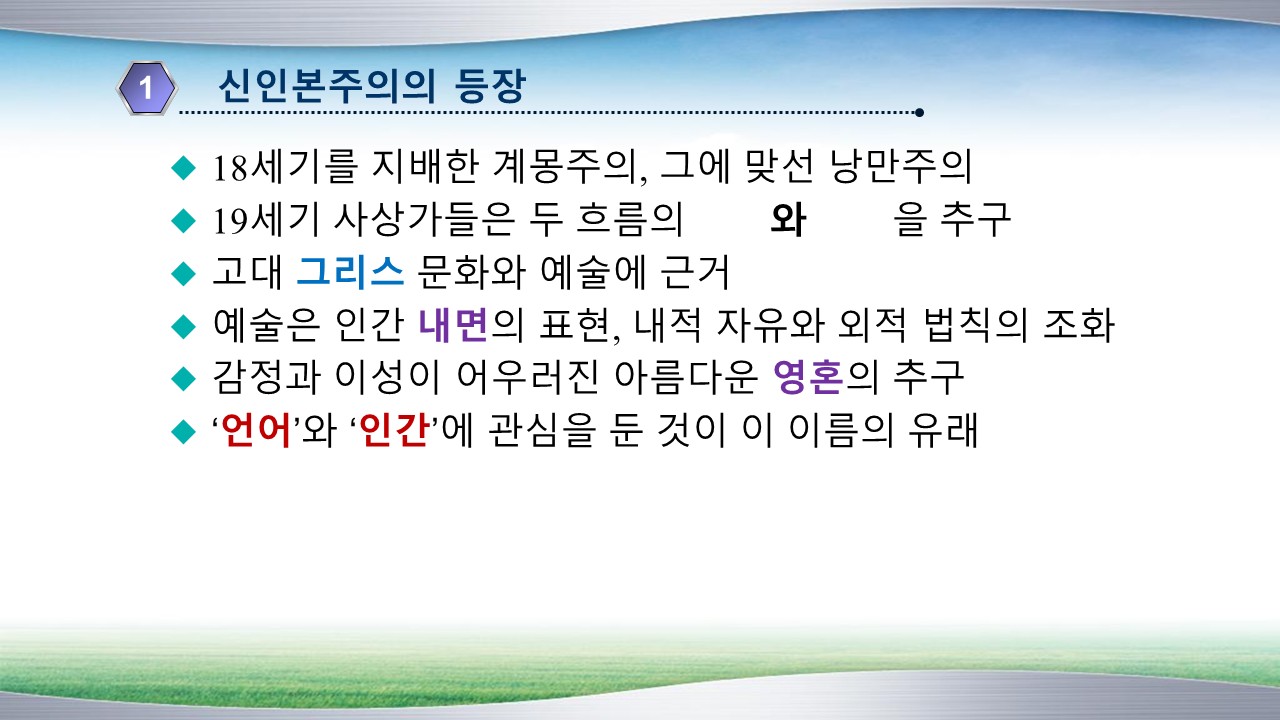 1 신인본주의의 등장
18세기를 지배한 계몽주의, 그에 맞선 낭만주의
19세기 사상가들은 두 흐름의 와 을 추구
고대 그리스 문화와 예술에 근거
예술은 인간 내면의 표현, 내적 자유와 외적 법칙의 조화
감정과 이성이 어우러진 아름다운 영혼의 추구
‘언어’와 ‘인간’에 관심을 둔 것이 이 이름의 유래